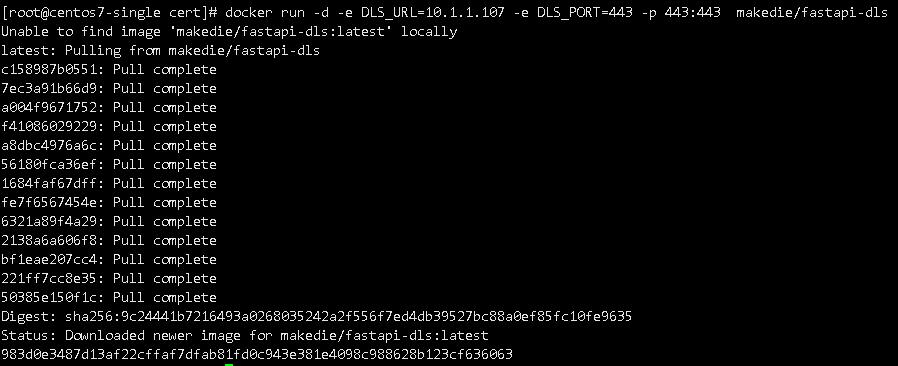 [root@centos7-single cert]# docker run -d -e DLS_URL=10.1.1.107 -e DLS_PORT=443 -p 443:443  makedie/fastapi-dls
Unable to find image 'makedie/fastapi-dls:latest' locally
latest: Pulling from makedie/fastapi-dls
c158987b0551: Pull complete
7ec3a91b66d9: Pull complete
a004f9671752: Pull complete
f41086029229: Pull complete
a8dbc4976a6c: Pull complete
56180fca36ef: Pull complete
1684faf67dff: Pull complete
fe7f6567454e: Pull complete
6321a89f4a29: Pull complete
2138a6a606f8: Pull complete
bf1eae207cc4: Pull complete
221ff7cc8e35: Pull complete
50385e150f1c: Pull complete
Digest: sha256:9c24441b7216493a0268035242a2f556f7ed4db39527bc88a0ef85fc10fe9635
Status: Downloaded newer image for makedie/fastapi-dls:latest
983d0e3487d13af22cffaf7dfab81fd0c943e381e4098c988628b123cf636063